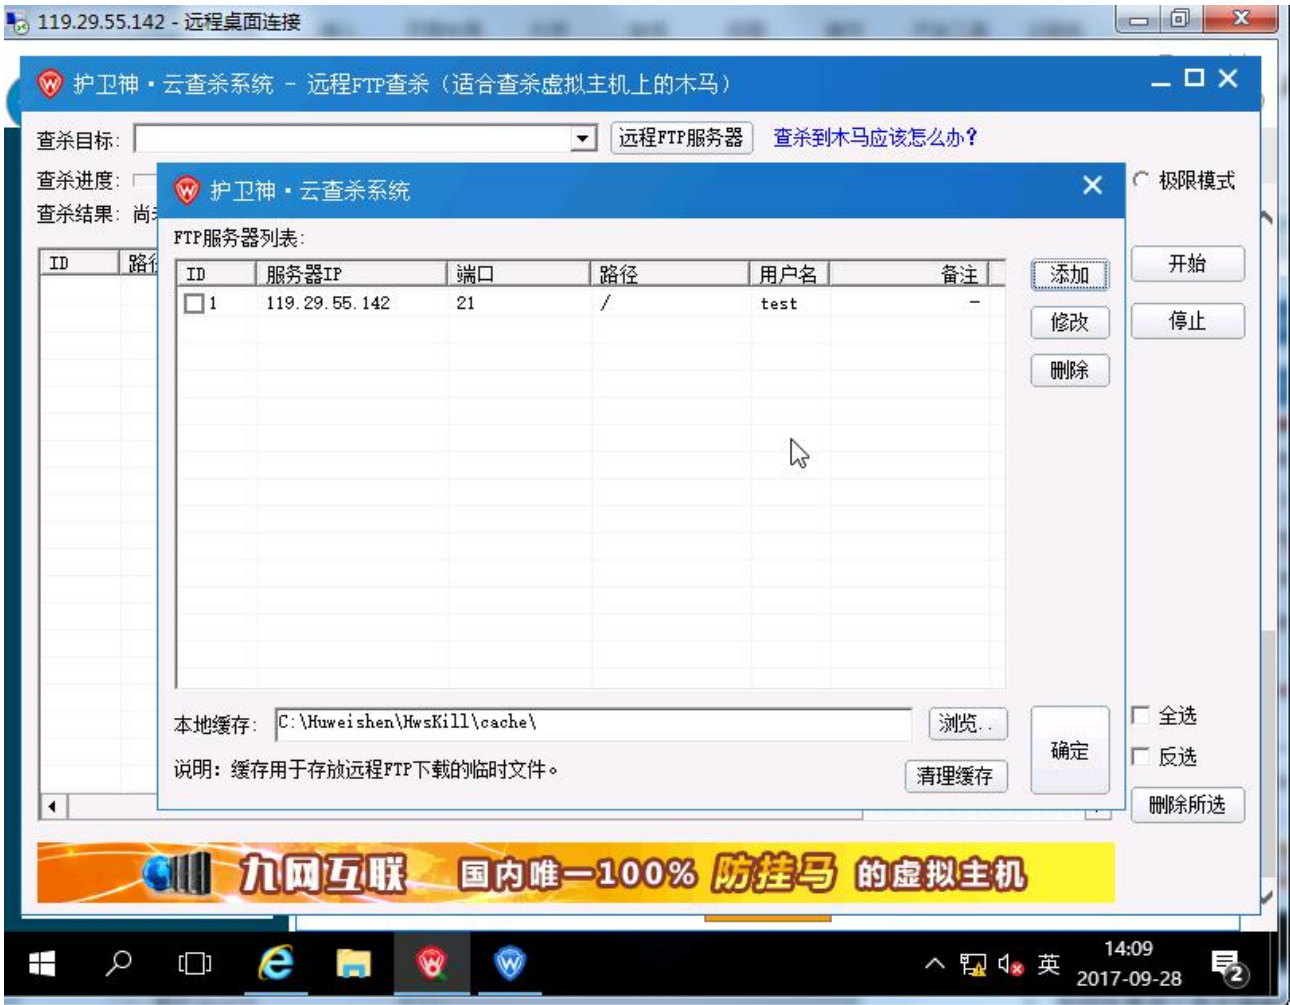 119.29.55.142 - 远程桌面连接
护卫神·云查杀系统 - 远程FTP查杀（适合查杀虚拟主机上的木马）
查杀目标: 远程FTP服务器 查杀到木马应该怎么办?
查杀进度: 极限模式
查杀结果: 尚
护卫神·云查杀系统
FTP服务器列表:
ID 路径
ID 服务器IP 端口 路径 用户名 备注
1 119.29.55.142 21 / test -
添加
修改
删除
开始
停止
本地缓存: C:\Huweishen\HwsKill\cache\ 浏览..
说明: 缓存用于存放远程FTP下载的临时文件。
清理缓存
确定
全选
反选
删除所选
九网互联 国内唯一100% 防挂马 的虚拟主机
英
14:09
2017-09-28
2